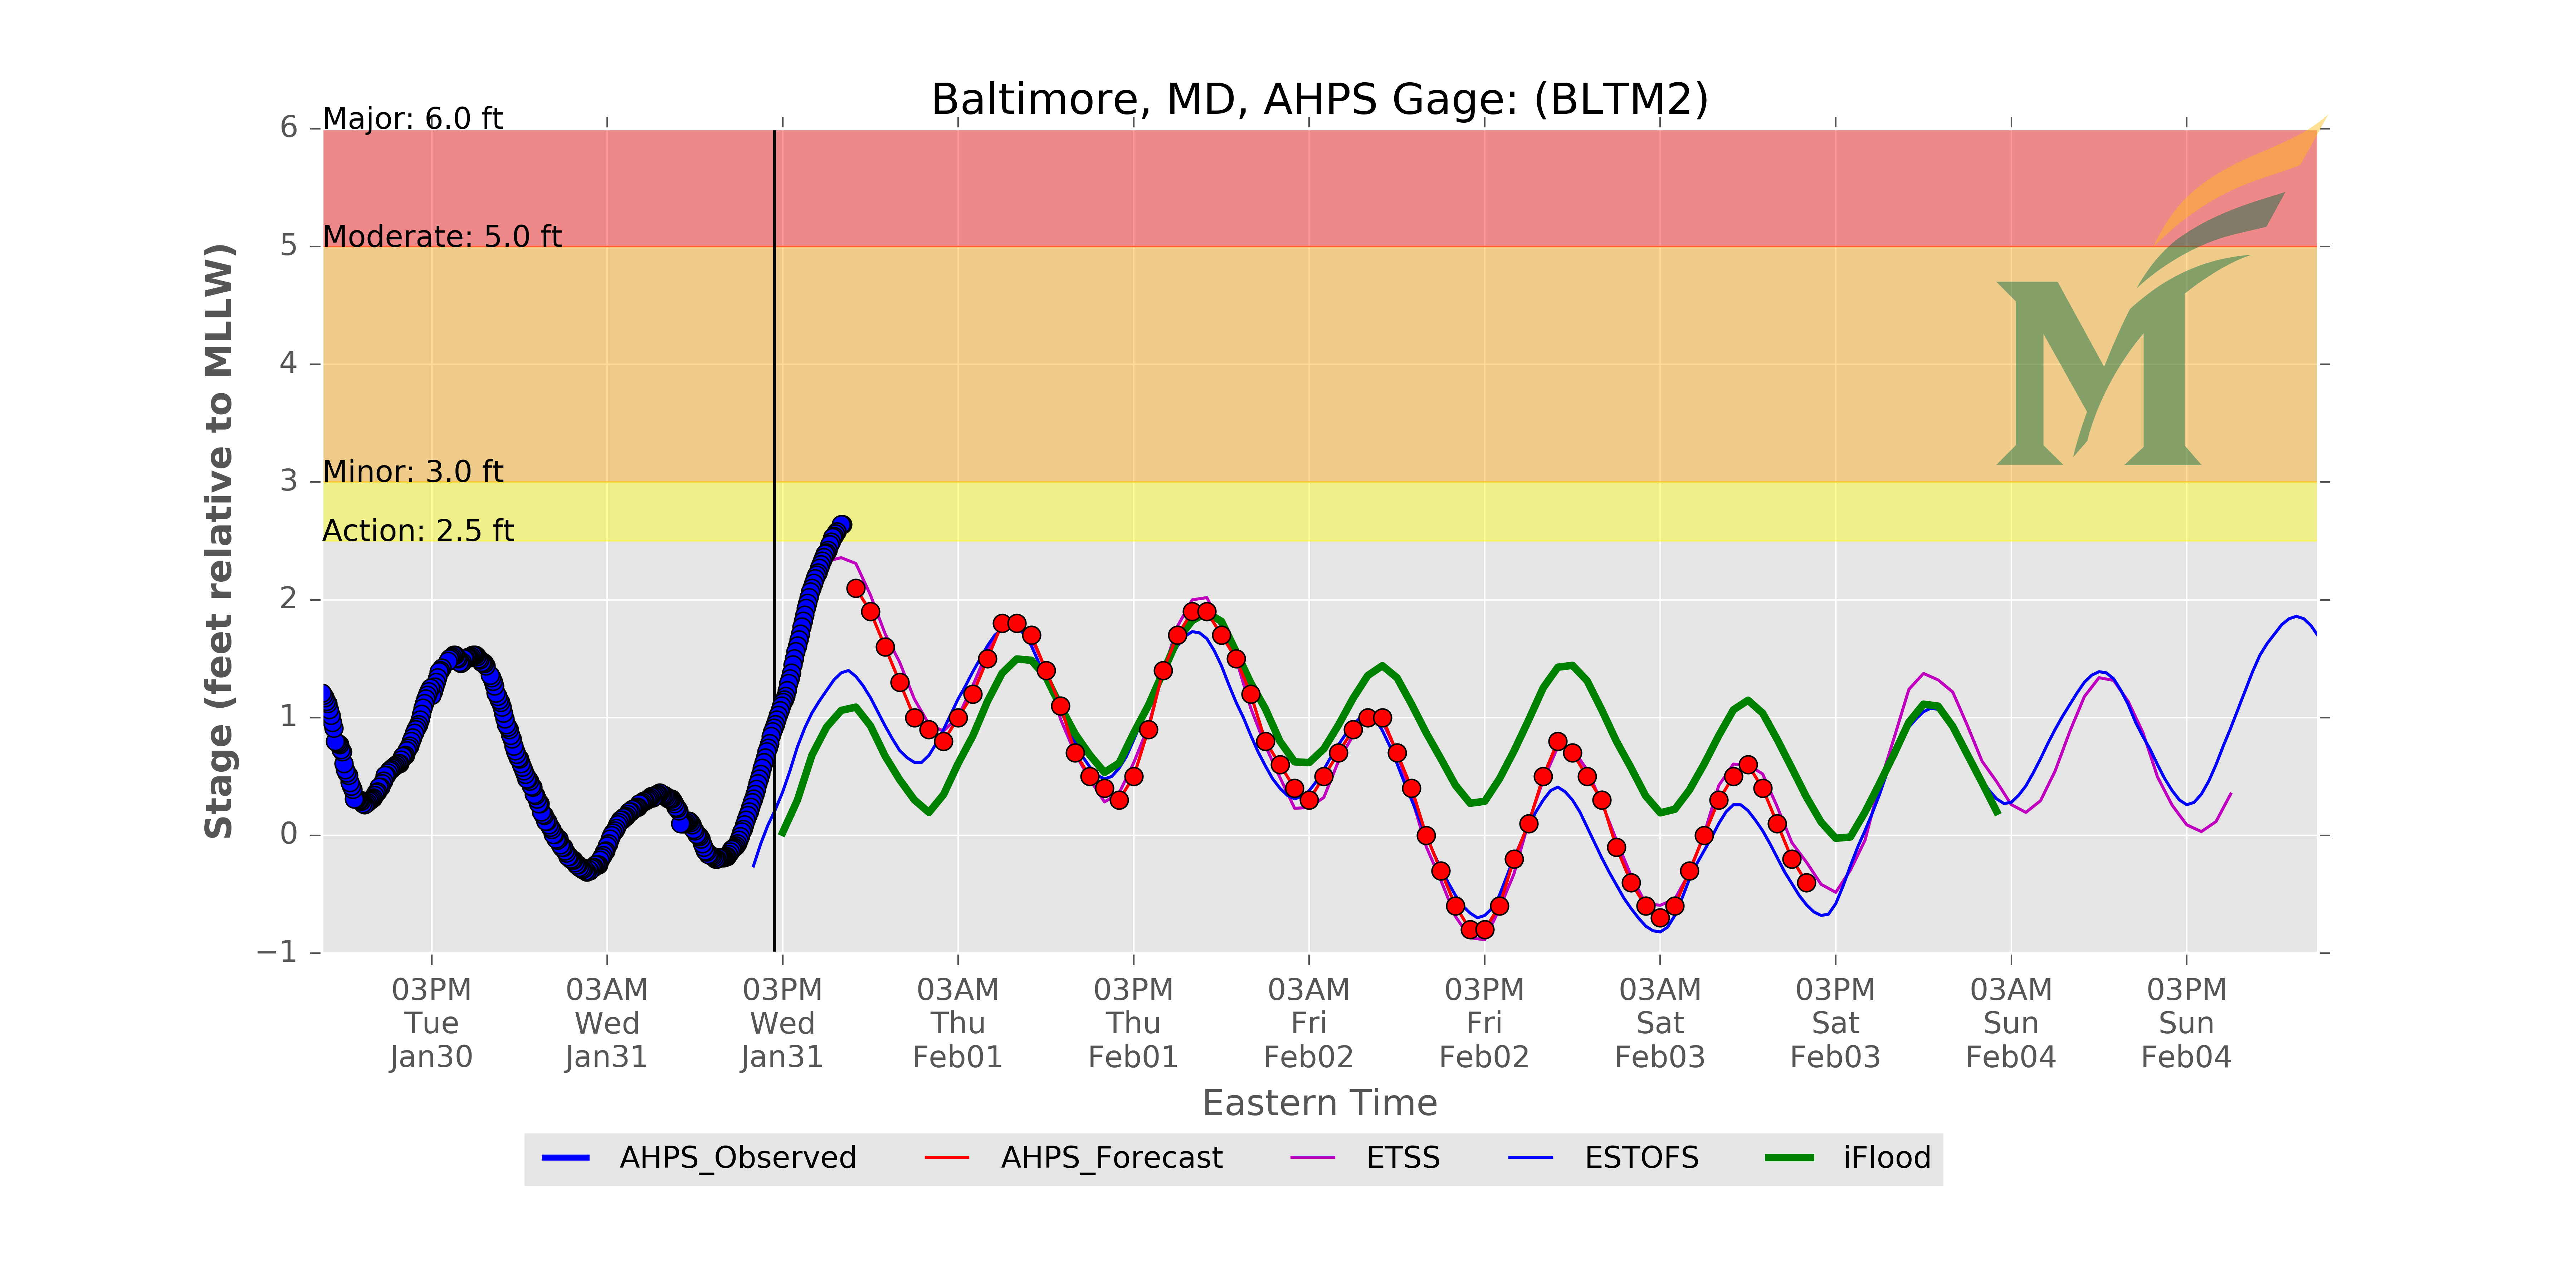 Baltimore, MD, AHPS Gage: (BLTM2)
Major: 6.0 ft
Moderate: 5.0 ft
Minor: 3.0 ft
Action: 2.5 ft
Stage (feet relative to MLLW)
6
5
4
3
2
1
0
−1
03PM 03AM 03PM 03AM 03PM 03AM 03PM 03AM 03PM 03AM 03PM
Tue Wed Wed Thu Thu Fri Fri Sat Sat Sun Sun
Jan30 Jan31 Jan31 Feb01 Feb01 Feb02 Feb02 Feb03 Feb03 Feb04 Feb04
Eastern Time
AHPS_Observed AHPS_Forecast ETSS ESTOFS iFlood
M